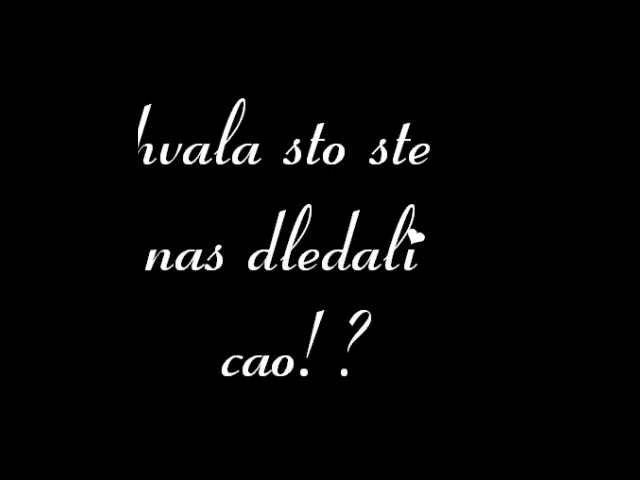 hvala sto ste
nas dledali
cao! ?